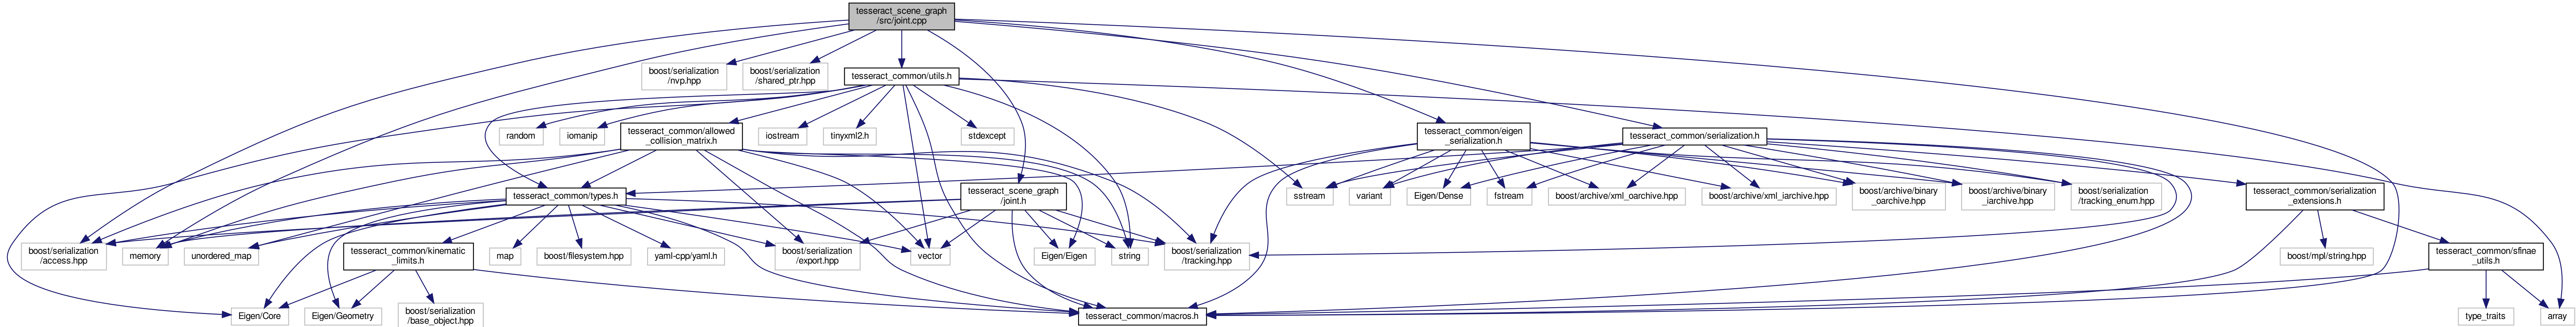 tesseract_scene_graph
/src/joint.cpp
boost/serialization
/nvp.hpp
boost/serialization
/shared_ptr.hpp
tesseract_common/utils.h
random
iomanip
tesseract_common/allowed
_collision_matrix.h
iostream
tinyxml2.h
stdexcept
tesseract_common/eigen
_serialization.h
tesseract_common/serialization.h
tesseract_common/types.h
tesseract_scene_graph
/joint.h
sstream
variant
Eigen/Dense
fstream
boost/archive/xml_oarchive.hpp
boost/archive/xml_iarchive.hpp
boost/archive/binary
_oarchive.hpp
boost/archive/binary
_iarchive.hpp
boost/serialization
/tracking_enum.hpp
tesseract_common/serialization
_extensions.h
boost/serialization
/access.hpp
memory
unordered_map
tesseract_common/kinematic
_limits.h
map
boost/filesystem.hpp
yaml-cpp/yaml.h
boost/serialization
/export.hpp
vector
Eigen/Eigen
string
boost/serialization
/tracking.hpp
boost/mpl/string.hpp
tesseract_common/sfinae
_utils.h
Eigen/Core
Eigen/Geometry
boost/serialization
/base_object.hpp
tesseract_common/macros.h
type_traits
array